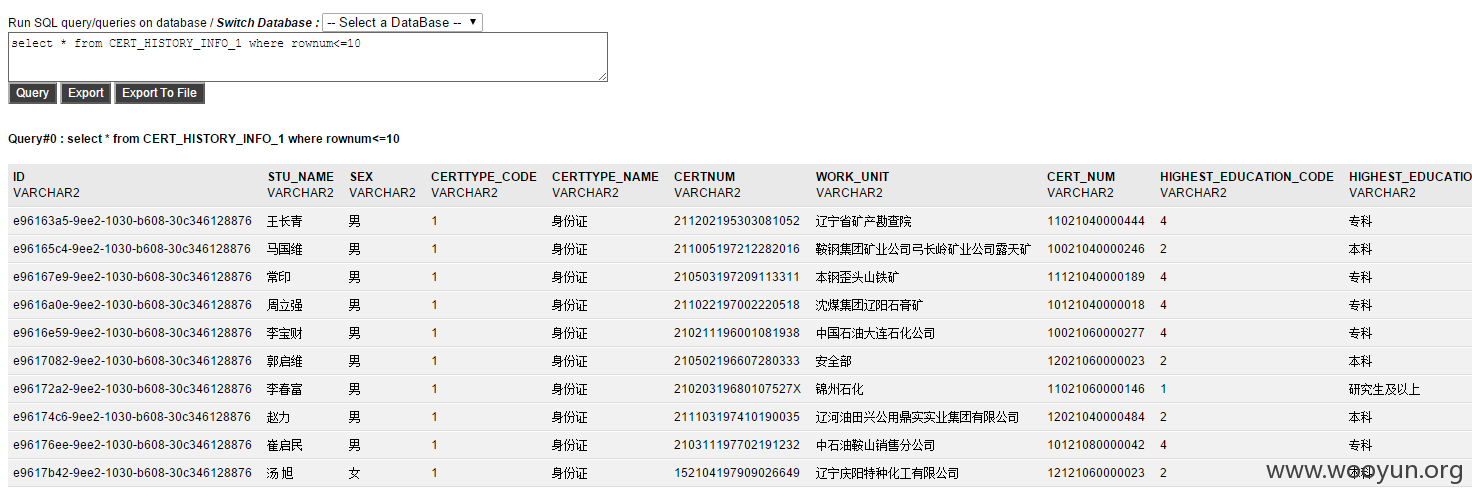 Run SQL query/queries on database / Switch Database : -- Select a DataBase --
select * from CERT_HISTORY_INFO_1 where rownum<=10
Query Export Export To File
Query#0 : select * from CERT_HISTORY_INFO_1 where rownum<=10
ID STU_NAME SEX CERTTYPE_CODE CERTTYPE_NAME CERTNUM WORK_UNIT CERT_NUM HIGHEST_EDUCATION_CODE HIGHEST_EDUCATIO
VARCHAR2 VARCHAR2 VARCHAR2 VARCHAR2 VARCHAR2 VARCHAR2 VARCHAR2 VARCHAR2 VARCHAR2 VARCHAR2
e96163a5-9ee2-1030-b608-30c346128876 王长青 男 1 身份证 211202195303081052 辽宁省矿产勘查院 11021040000444 4 专科
e96165c4-9ee2-1030-b608-30c346128876 马国维 男 1 身份证 211005197212282016 鞍钢集团矿业公司弓长岭矿业公司露天矿 10021040000246 2 本科
e96167e9-9ee2-1030-b608-30c346128876 常印 男 1 身份证 210503197209113311 本钢歪头山铁矿 11121040000189 4 专科
e9616a0e-9ee2-1030-b608-30c346128876 周立强 男 1 身份证 211022197002220518 沈煤集团辽阳石膏矿 10121040000018 4 专科
e9616e59-9ee2-1030-b608-30c346128876 李宝财 男 1 身份证 210211196001081938 中国石油大连石化公司 10021060000277 4 专科
e9617082-9ee2-1030-b608-30c346128876 郭启维 男 1 身份证 210502196607280333 安全部 12021060000023 2 本科
e96172a2-9ee2-1030-b608-30c346128876 李春富 男 1 身份证 21020319680107527X 锦州石化 11021060000146 1 研究生及以上
e96174c6-9ee2-1030-b608-30c346128876 赵力 男 1 身份证 211103197410190035 辽河油田兴公用鼎实实业集团有限公司 12021040000484 2 本科
e96176ee-9ee2-1030-b608-30c346128876 崔启民 男 1 身份证 210311197702191232 中石油鞍山销售分公司 10121080000042 4 专科
e9617b42-9ee2-1030-b608-30c346128876 汤 旭 女 1 身份证 152104197909026649 辽宁庆阳特种化工有限公司 12121060000023 2 本科
www.wooyun.org